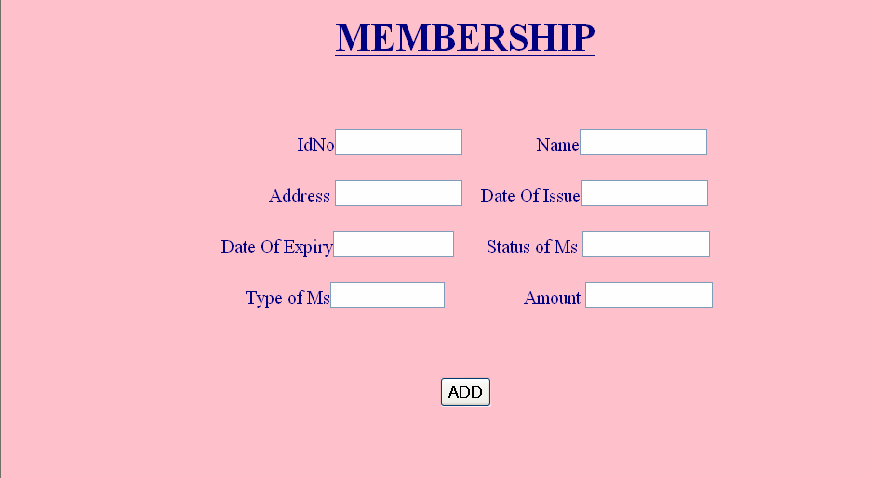 MEMBERSHIP
IdNo Name
Address Date Of Issue
Date Of Expiry Status of Ms
Type of Ms Amount
ADD